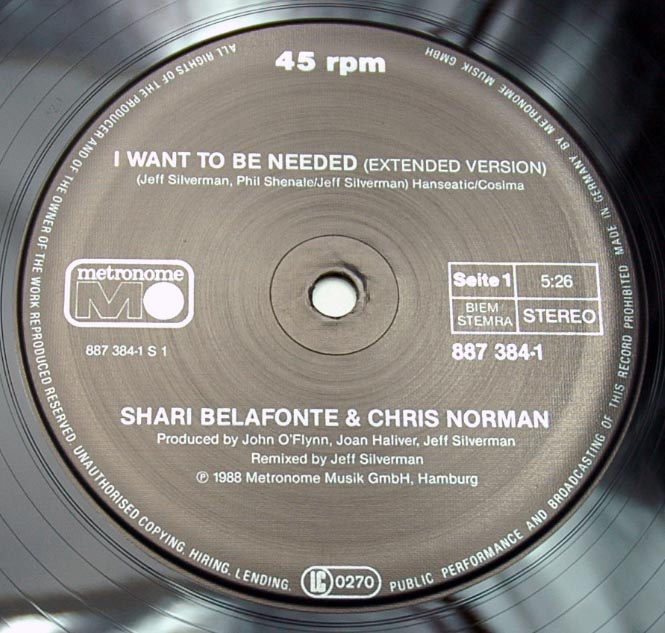 45 rpm
I WANT TO BE NEEDED (EXTENDED VERSION)
(Jeff Silverman, Phil Shenale/Jeff Silverman) Hanseatic/Cosima
metronome
M
887 384-1 S 1
Seite 1 5:26
BIEM
STEMRA STEREO
887 384-1
SHARI BELAFONTE & CHRIS NORMAN
Produced by John O'Flynn, Joan Haliver, Jeff Silverman
Remixed by Jeff Silverman
℗ 1988 Metronome Musik GmbH, Hamburg
ALL RIGHTS OF THE PRODUCER AND OF THE OWNER OF THE WORK REPRODUCED RESERVED. UNAUTHORISED COPYING, HIRING, LENDING, PUBLIC PERFORMANCE AND BROADCASTING OF THIS RECORD PROHIBITED MADE IN GERMANY BY METRONOME MUSIK GMBH
LC 0270